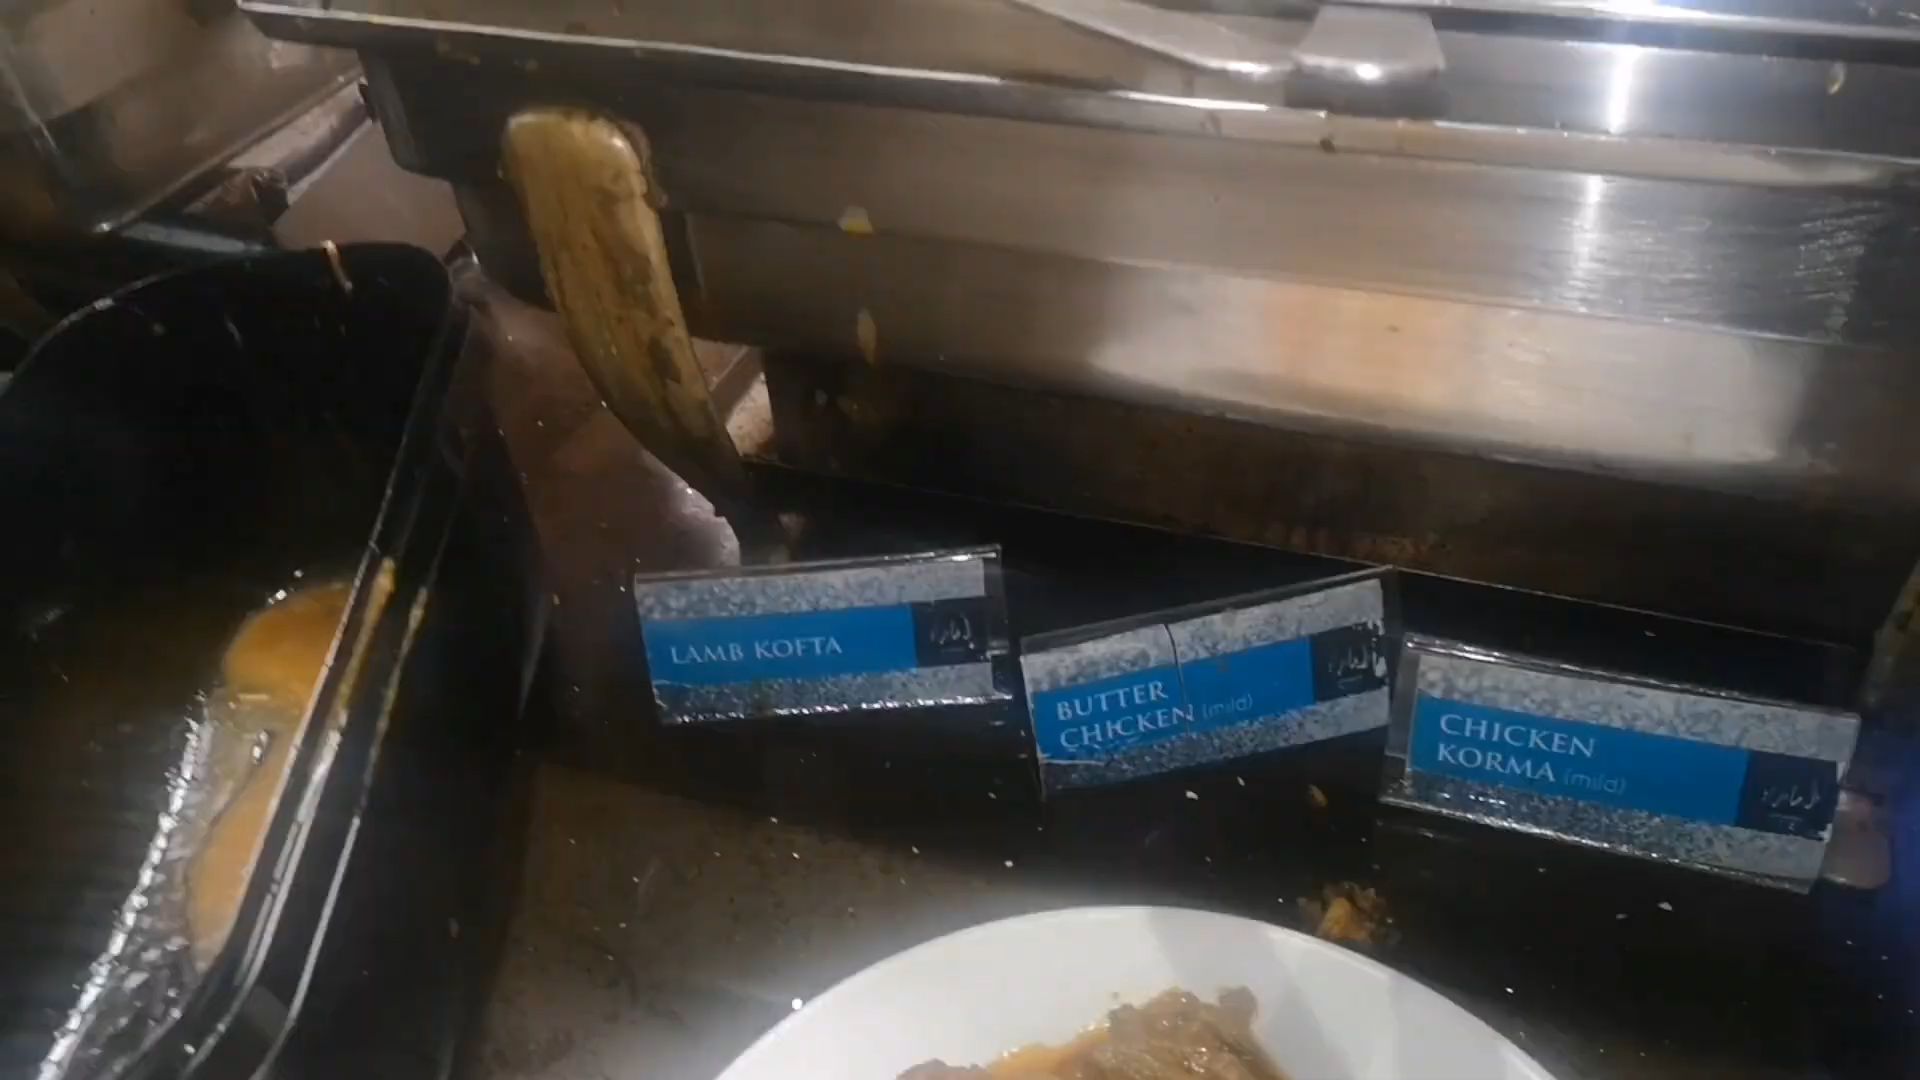 LAMB KOFTA
BUTTER
CHICKEN (mild)
CHICKEN
KORMA (mild)